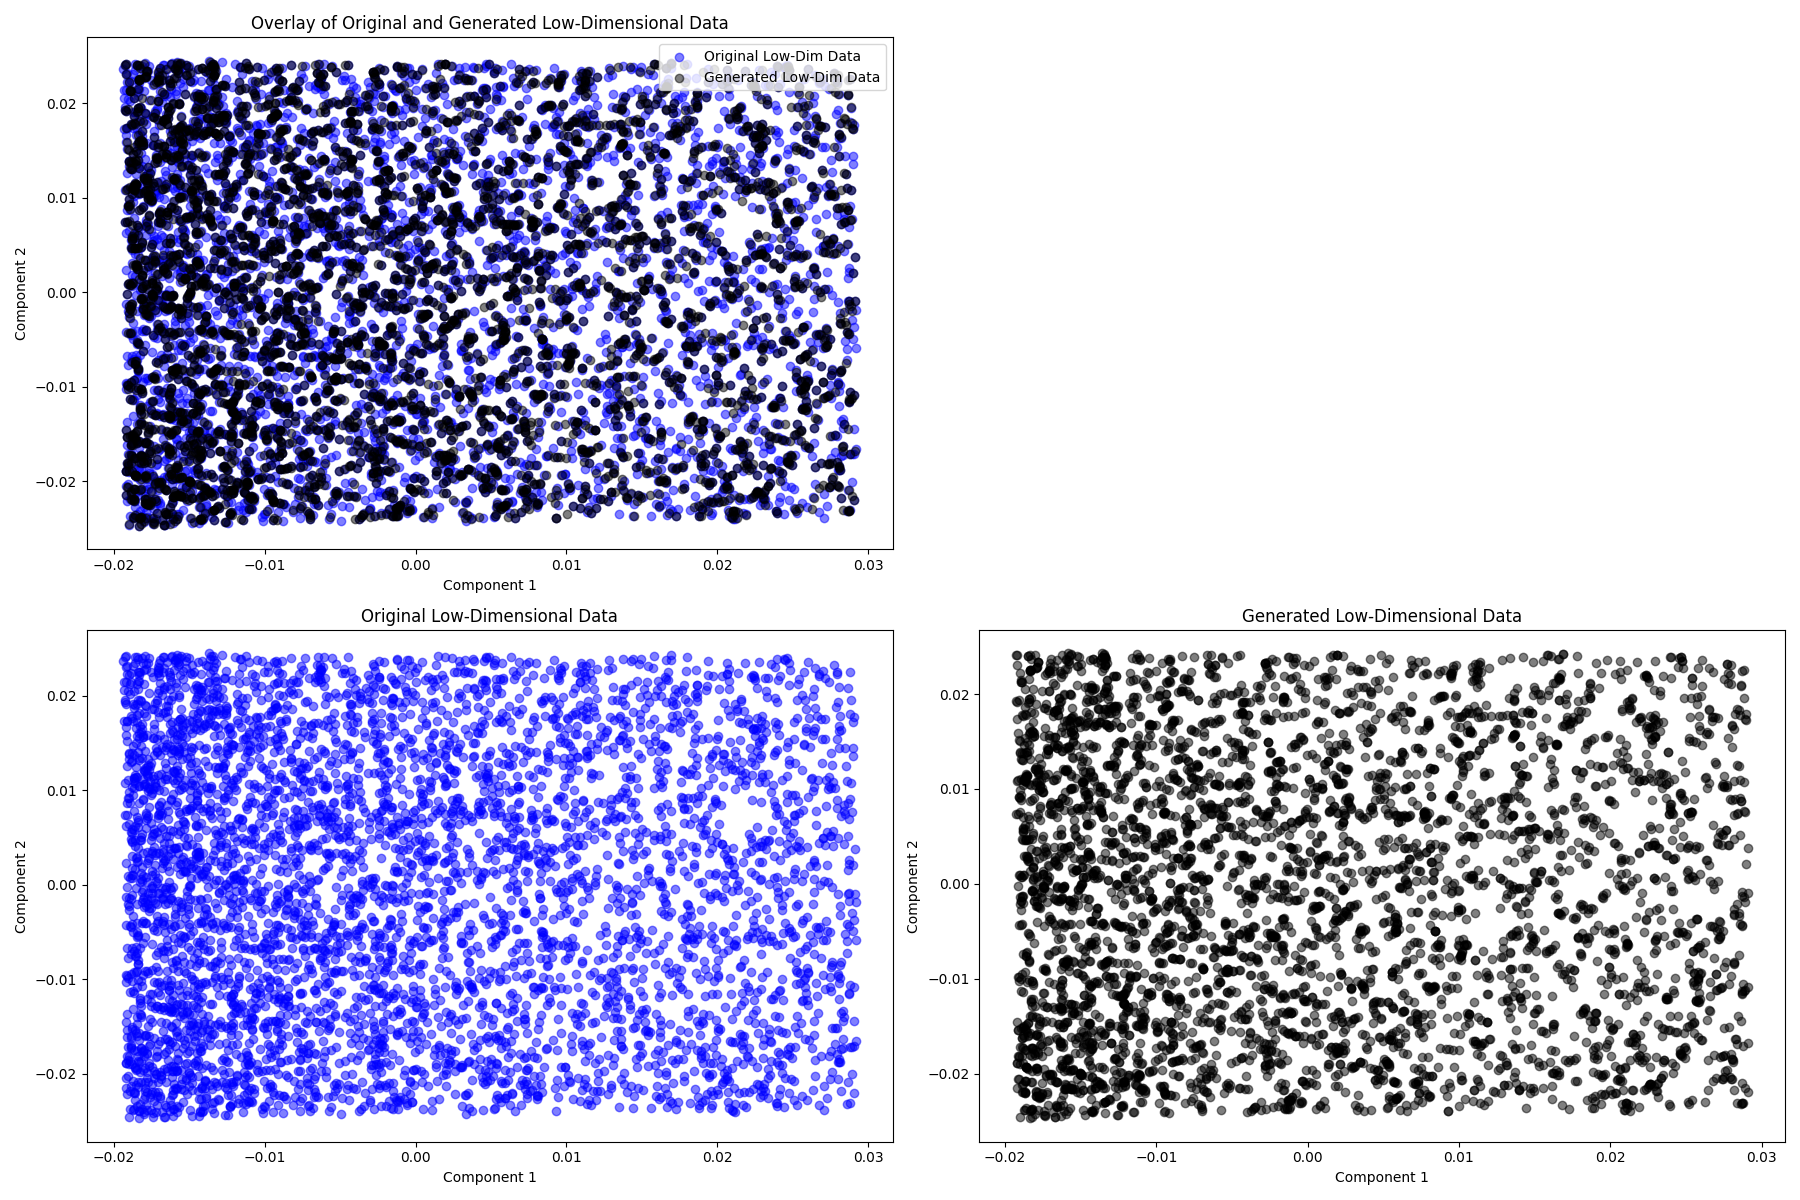 Overlay of Original and Generated Low-Dimensional Data
Original Low-Dim Data
Generated Low-Dim Data
0.02
0.01
0.00
−0.01
−0.02
Component 2
−0.02 −0.01 0.00 0.01 0.02 0.03
Component 1
Original Low-Dimensional Data
0.02
0.01
0.00
−0.01
−0.02
Component 2
−0.02 −0.01 0.00 0.01 0.02 0.03
Component 1
Generated Low-Dimensional Data
0.02
0.01
0.00
−0.01
−0.02
Component 2
−0.02 −0.01 0.00 0.01 0.02 0.03
Component 1